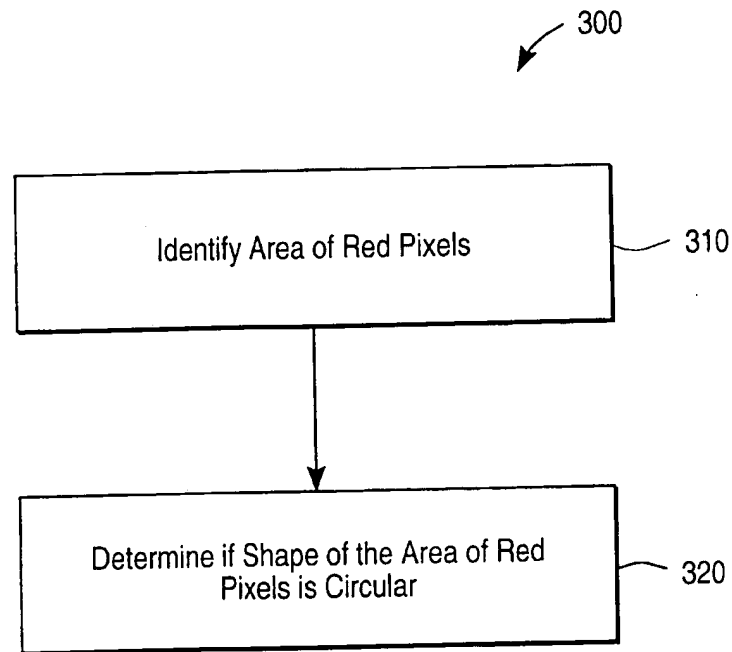 300
Identify Area of Red Pixels
310
Determine if Shape of the Area of Red
Pixels is Circular
320